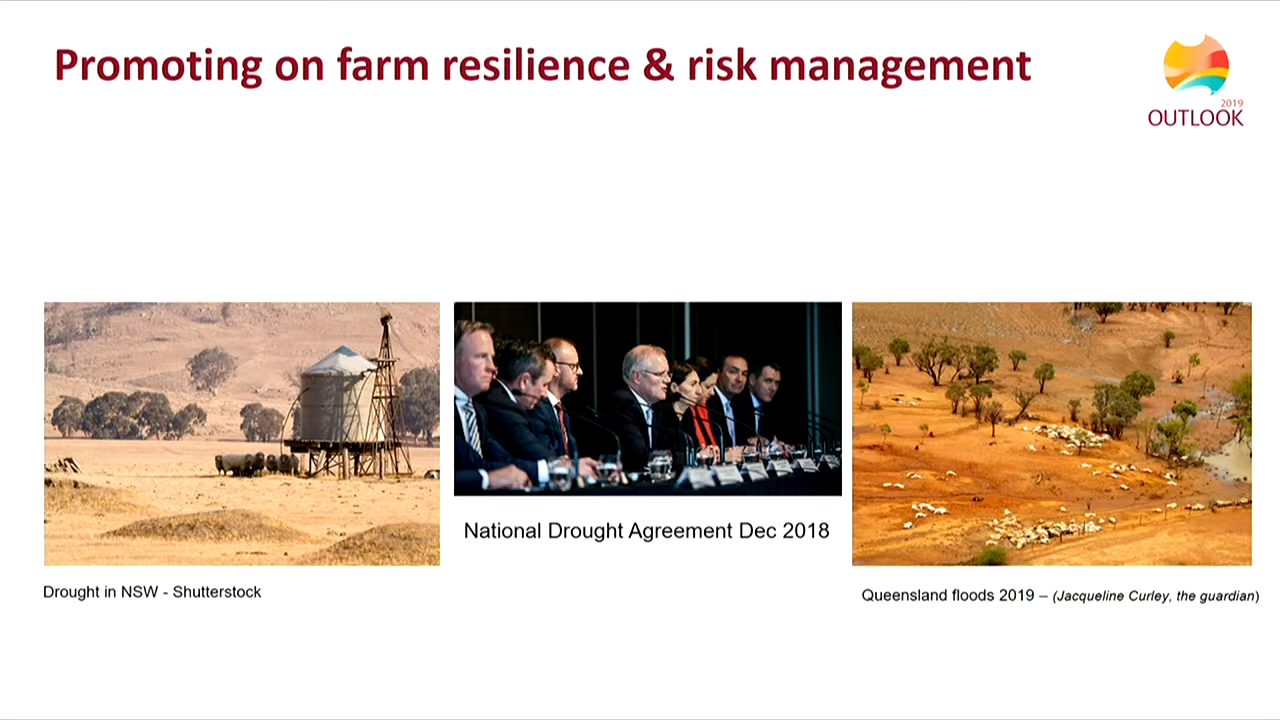 Promoting on farm resilience & risk management
2019
OUTLOOK
National Drought Agreement Dec 2018
Drought in NSW - Shutterstock
Queensland floods 2019 – (Jacqueline Curley, the guardian)